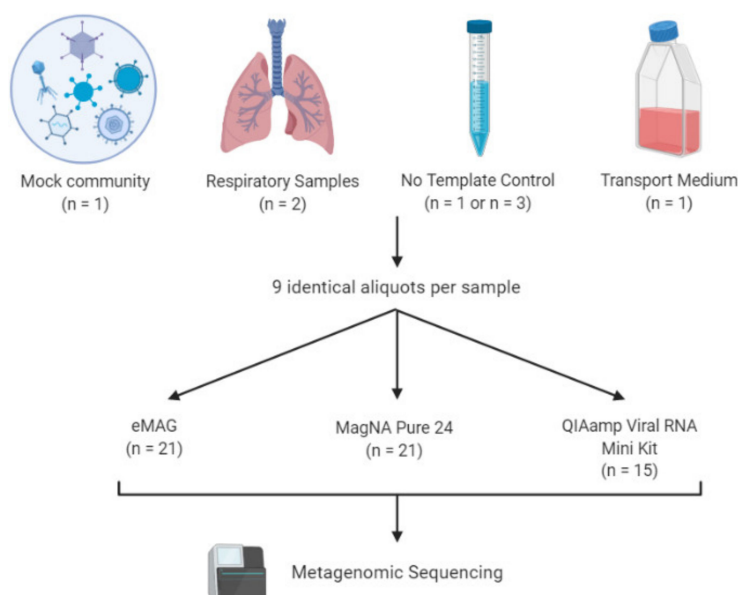 Mock community
(n = 1)
Respiratory Samples
(n = 2)
No Template Control
(n = 1 or n = 3)
Transport Medium
(n = 1)
9 identical aliquots per sample
eMAG
(n = 21)
MagNA Pure 24
(n = 21)
QIAamp Viral RNA
Mini Kit
(n = 15)
Metagenomic Sequencing